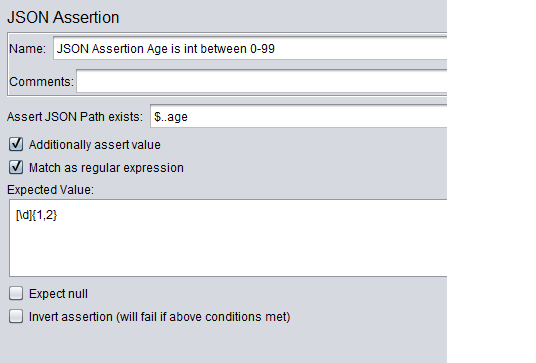 JSON Assertion
Name: JSON Assertion Age is int between 0-99
Comments:
Assert JSON Path exists: $..age
Additionally assert value
Match as regular expression
Expected Value:
[\d]{1,2}
Expect null
Invert assertion (will fail if above conditions met)